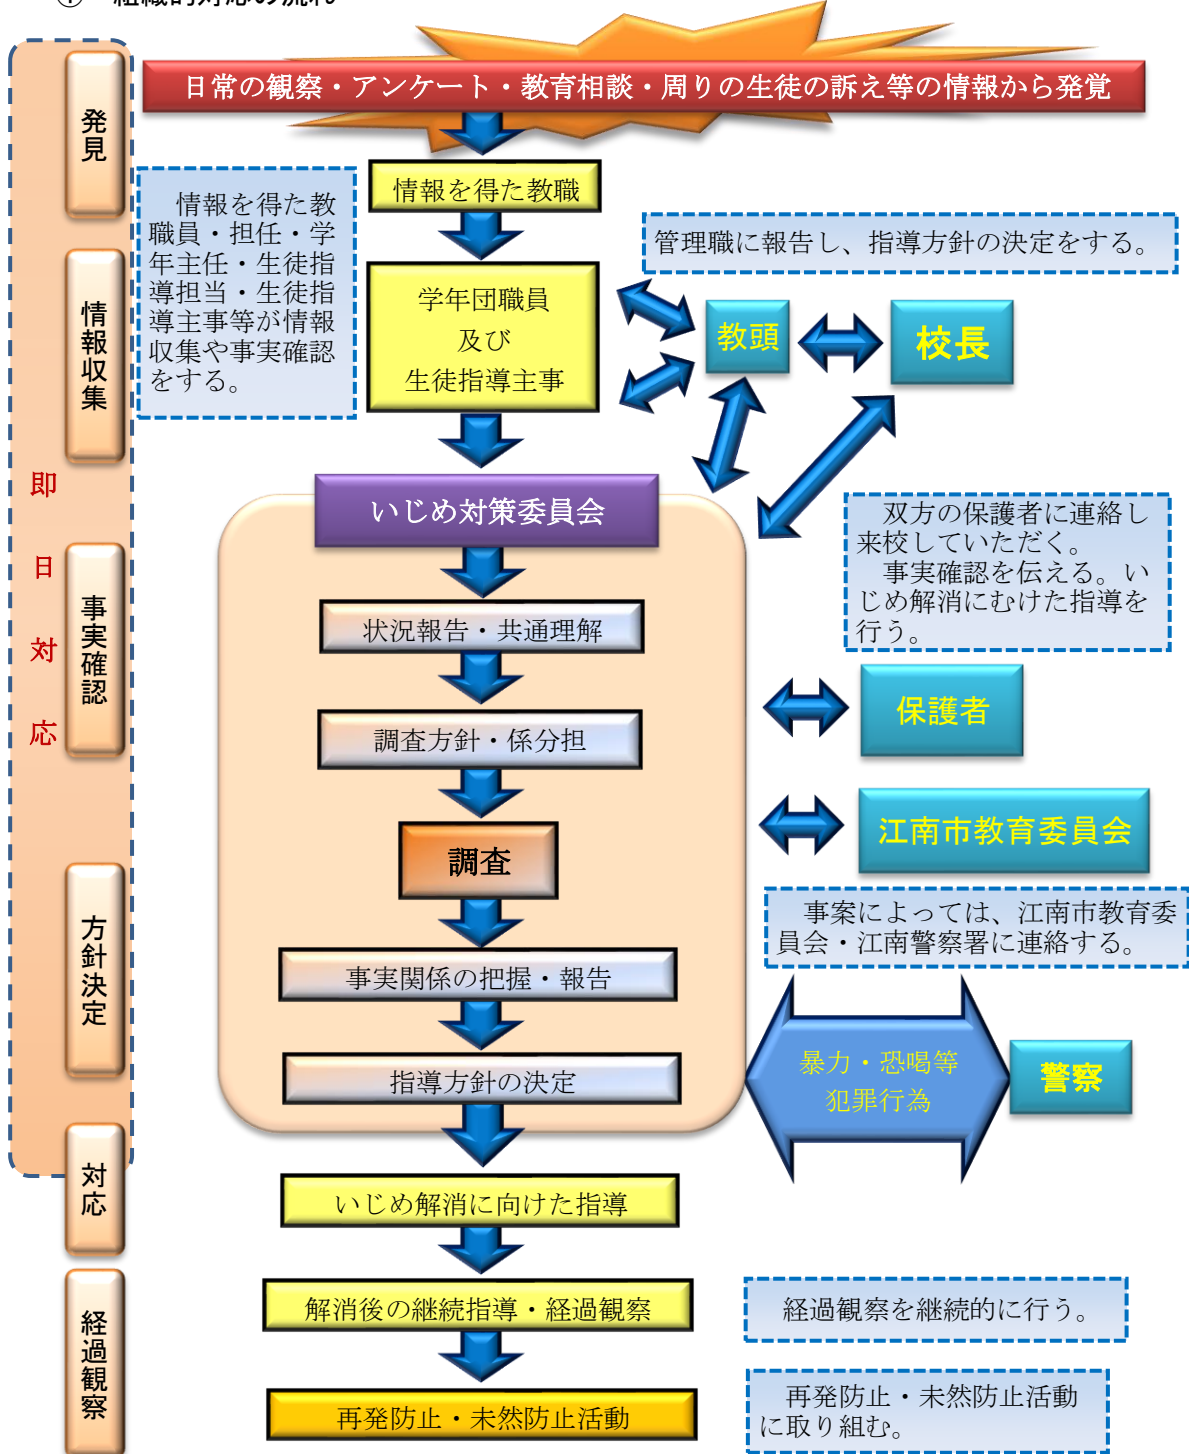 組織的対応の流れ
日常の観察・アンケート・教育相談・周りの生徒の訴え等の情報から発覚
発見
情報収集
事実確認
方針決定
対応
経過観察
即日対応
情報を得た教職
情報を得た教
職員・担任・学
年主任・生徒指
導担当・生徒指
導主事等が情報
収集や事実確認
をする。
管理職に報告し、指導方針の決定をする。
学年団職員
及び
生徒指導主事
教頭
校長
いじめ対策委員会
双方の保護者に連絡し
来校していただく。
事実確認を伝える。い
じめ解消にむけた指導を
行う。
状況報告・共通理解
保護者
調査方針・係分担
江南市教育委員会
調査
事案によっては、江南市教育委
員会・江南警察署に連絡する。
事実関係の把握・報告
暴力・恐喝等
犯罪行為
警察
指導方針の決定
いじめ解消に向けた指導
解消後の継続指導・経過観察
経過観察を継続的に行う。
再発防止・未然防止活動
再発防止・未然防止活動
に取り組む。